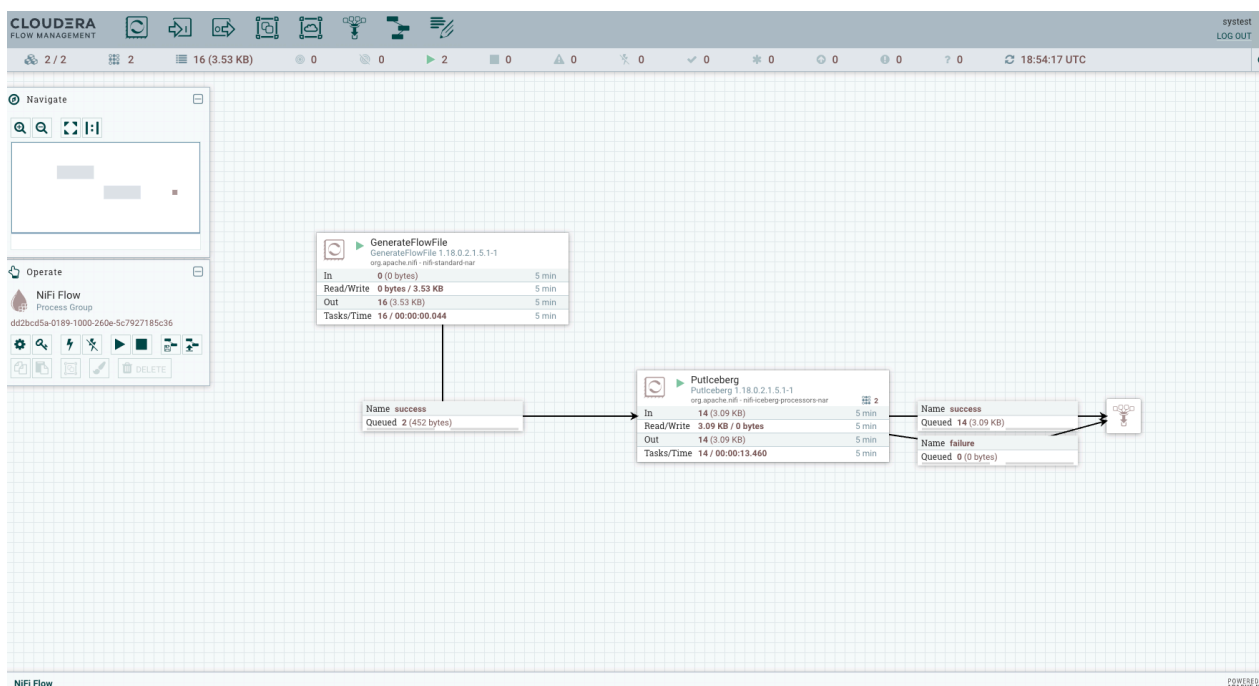 CLOUDERA
FLOW MANAGEMENT
systest
LOG OUT
2 / 2 2 16 (3.53 KB) 0 0 2 0 0 0 0 0 0 0 ? 0 18:54:17 UTC
Navigate
Operate
NiFi Flow
Process Group
dd2bcd5a-0189-1000-260e-5c7927185c36
DELETE
GenerateFlowFile
GenerateFlowFile 1.18.0.2.1.5.1-1
org.apache.nifi - nifi-standard-nar
In 0 (0 bytes) 5 min
Read/Write 0 bytes / 3.53 KB 5 min
Out 16 (3.53 KB) 5 min
Tasks/Time 16 / 00:00:00.044 5 min
Name success
Queued 2 (452 bytes)
PutIceberg
PutIceberg 1.18.0.2.1.5.1-1
org.apache.nifi - nifi-iceberg-processors-nar 2
In 14 (3.09 KB) 5 min
Read/Write 3.09 KB / 0 bytes 5 min
Out 14 (3.09 KB) 5 min
Tasks/Time 14 / 00:00:13.460 5 min
Name success
Queued 14 (3.09 KB)
Name failure
Queued 0 (0 bytes)
NiFi Flow
POWERED